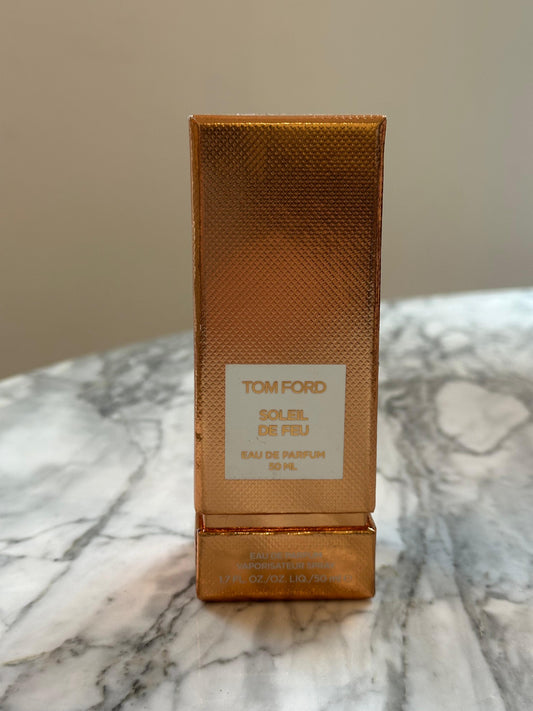 TOM FORD
SOLEIL
DE FEU
EAU DE PARFUM
50 ML
EAU DE PARFUM
VAPORISATEUR SPRAY
1.7 FL. OZ./OZ. LIQ./50 ML